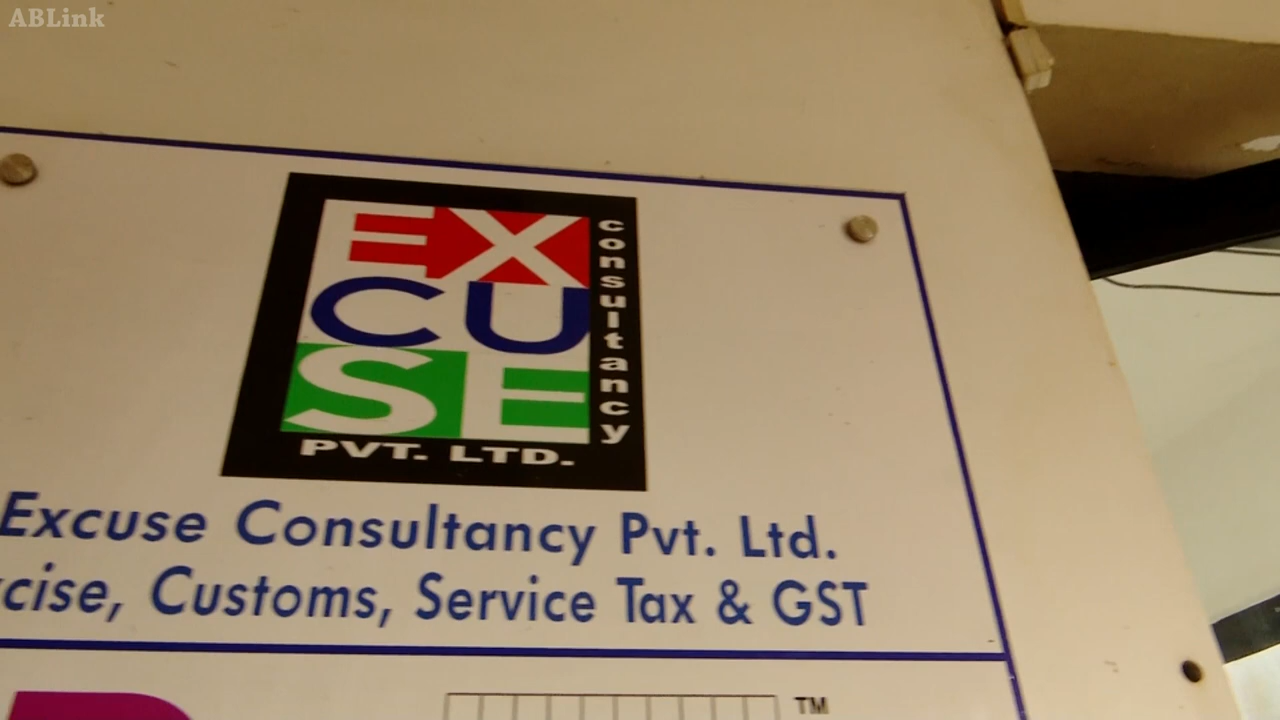 ABLink
EX
CU
SE
consultancy
PVT. LTD.
Excuse Consultancy Pvt. Ltd.
cise, Customs, Service Tax & GST
TM